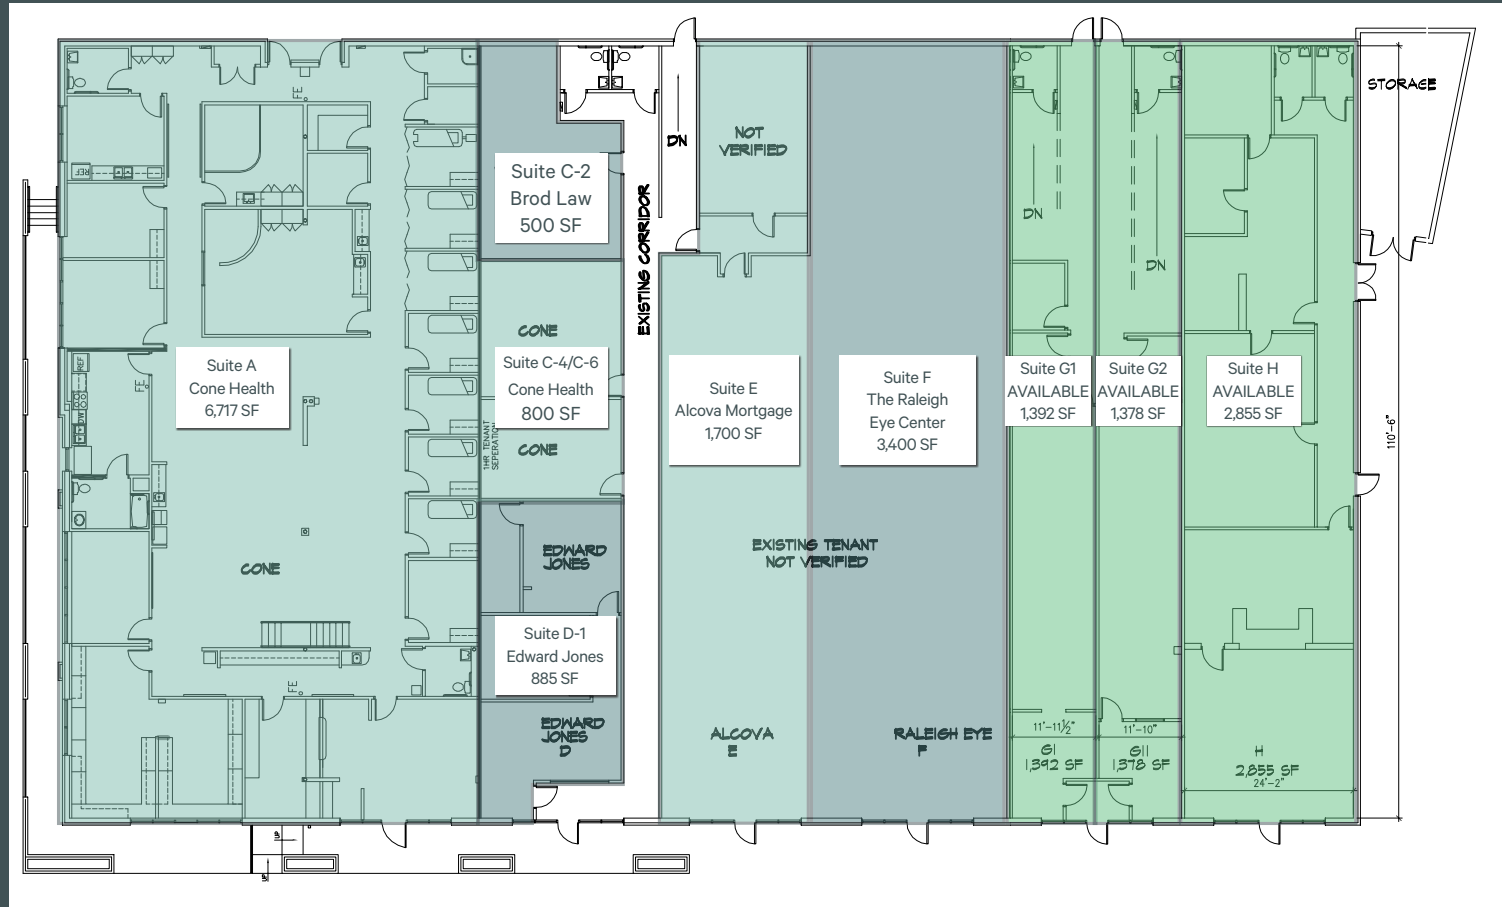 STORAGE
REF
FE
DN
NOT
VERIFIED
Suite C-2
Brod Law
500 SF
EXISTING CORRIDOR
DN
DN
CONE
Suite A
Cone Health
6,717 SF
REF
FE
DW
Suite C-4/C-6
Cone Health
800 SF
Suite E
Alcova Mortgage
1,700 SF
Suite F
The Raleigh
Eye Center
3,400 SF
Suite G1
AVAILABLE
1,392 SF
Suite G2
AVAILABLE
1,378 SF
Suite H
AVAILABLE
2,855 SF
110'-6"
1HR TENANT
SEPERATION
CONE
EDWARD
JONES
EXISTING TENANT
NOT VERIFIED
CONE
Suite D-1
Edward Jones
885 SF
FE
EDWARD
JONES
D
ALCOVA
E
RALEIGH EYE
F
11'-11½"
11'-10"
G1
1,392 SF
G11
1,378 SF
H
2,855 SF
24'-2"
UP
UP